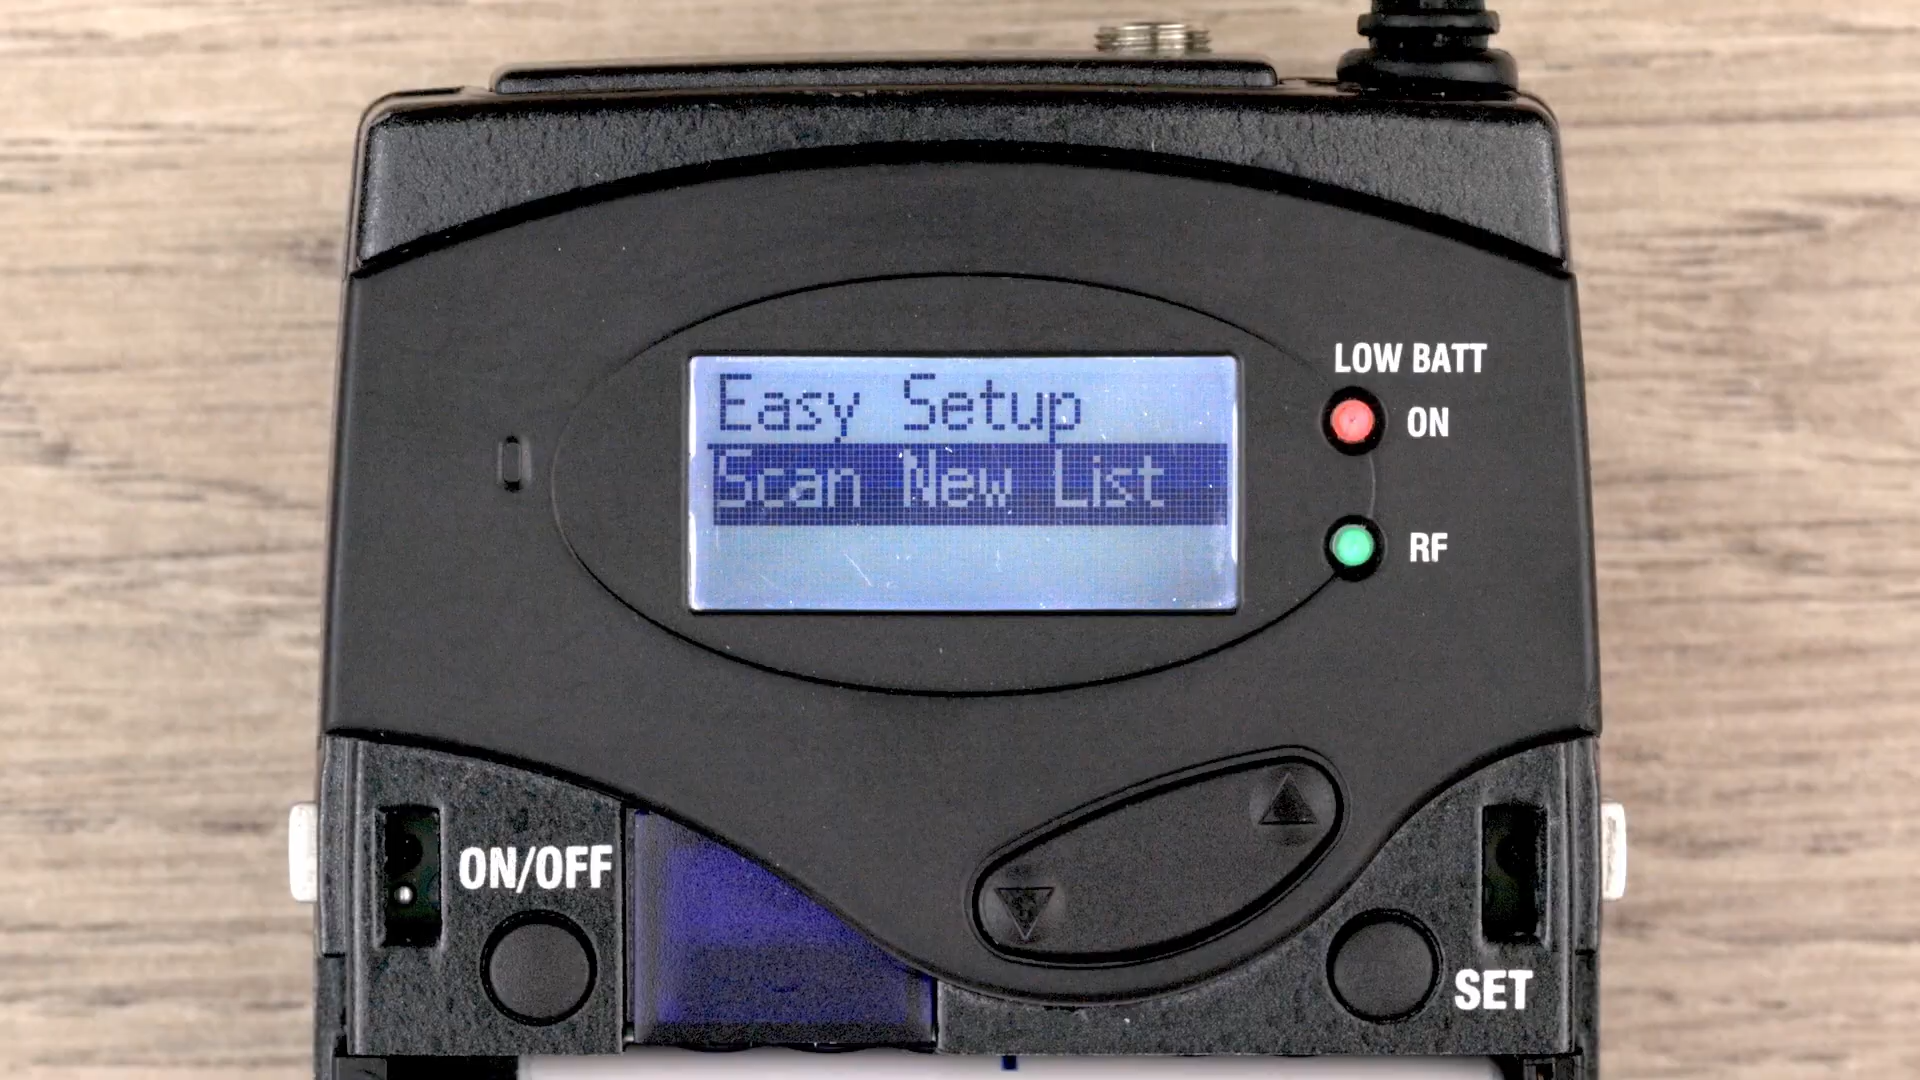 Easy Setup
Scan New List
LOW BATT
ON
RF
ON/OFF
SET